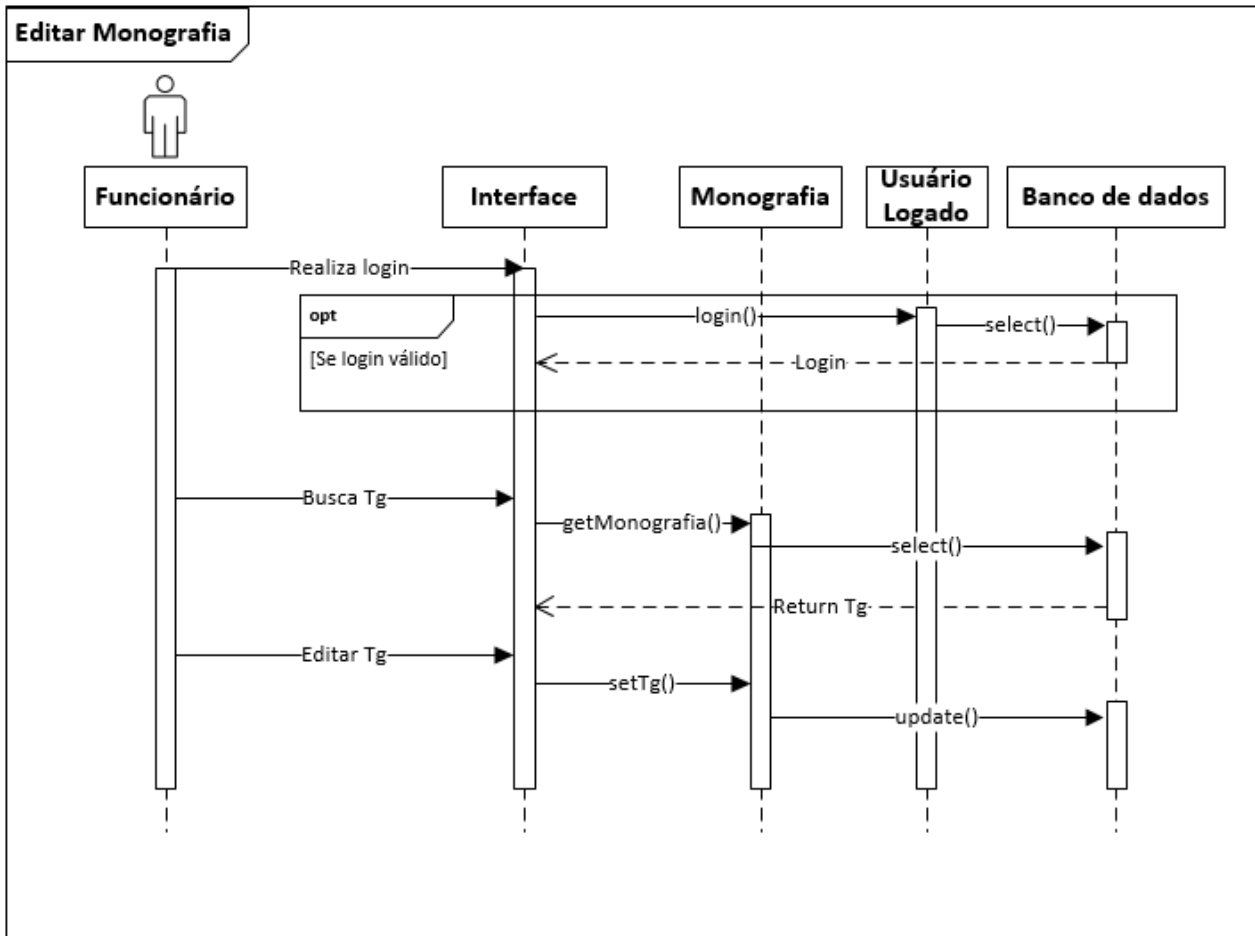 Editar Monografia
Funcionário
Interface
Monografia
Usuário
Logado
Banco de dados
Realiza login
opt
login()
select()
[Se login válido]
Login
Busca Tg
getMonografia()
select()
Return Tg
Editar Tg
setTg()
update()